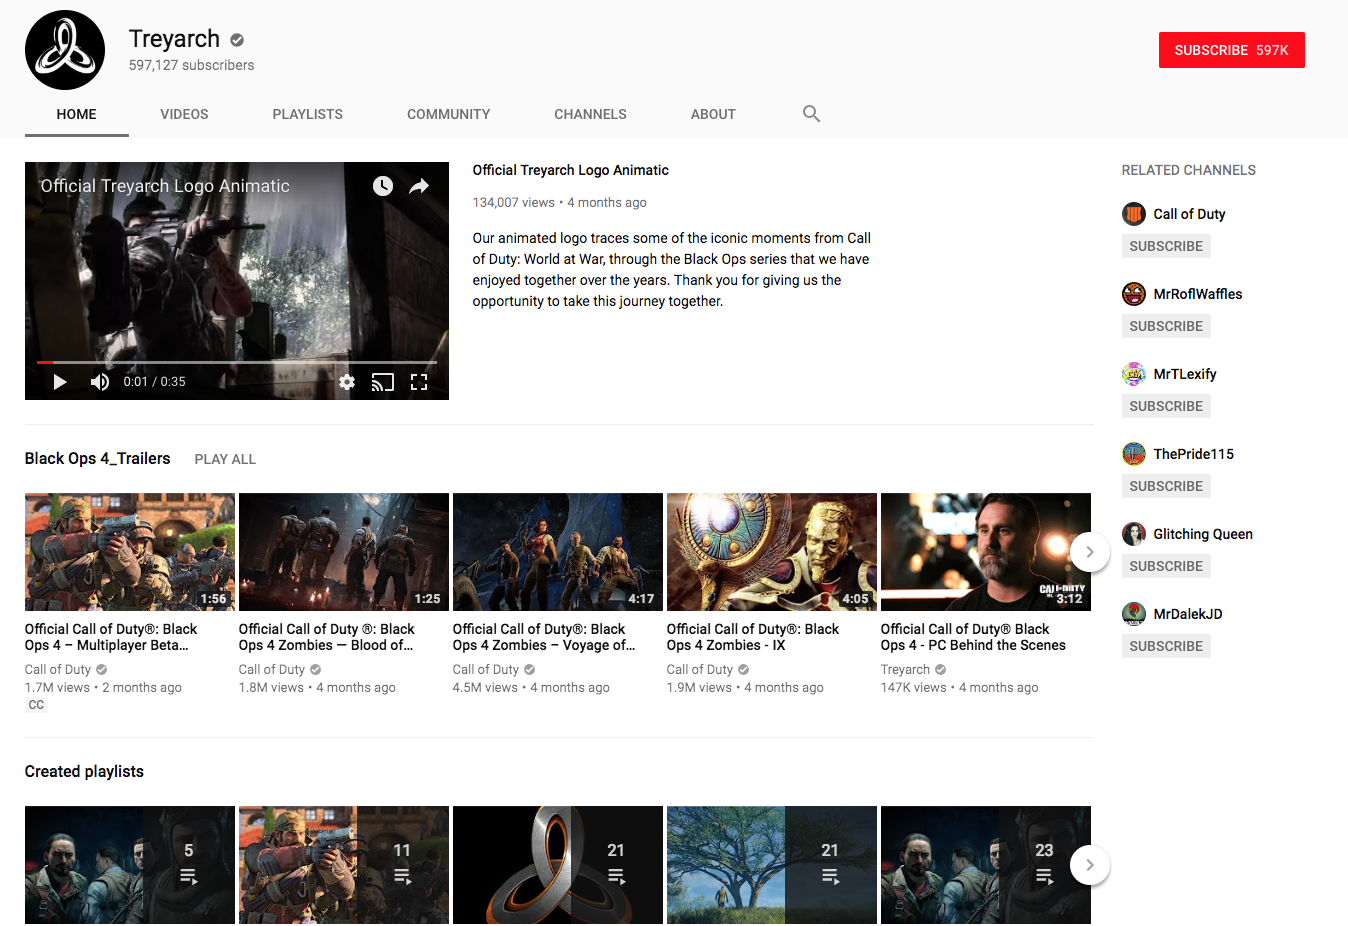 Treyarch
597,127 subscribers
SUBSCRIBE 597K
HOME
VIDEOS
PLAYLISTS
COMMUNITY
CHANNELS
ABOUT
Official Treyarch Logo Animatic
0:01 / 0:35
Official Treyarch Logo Animatic
134,007 views • 4 months ago
Our animated logo traces some of the iconic moments from Call
of Duty: World at War, through the Black Ops series that we have
enjoyed together over the years. Thank you for giving us the
opportunity to take this journey together.
RELATED CHANNELS
Call of Duty
SUBSCRIBE
MrRoflWaffles
SUBSCRIBE
MrTLexify
SUBSCRIBE
ThePride115
SUBSCRIBE
Glitching Queen
SUBSCRIBE
MrDalekJD
SUBSCRIBE
Black Ops 4_Trailers PLAY ALL
1:56
Official Call of Duty®: Black
Ops 4 – Multiplayer Beta...
Call of Duty
1.7M views • 2 months ago
CC
1:25
Official Call of Duty ®: Black
Ops 4 Zombies — Blood of...
Call of Duty
1.8M views • 4 months ago
4:17
Official Call of Duty®: Black
Ops 4 Zombies – Voyage of...
Call of Duty
4.5M views • 4 months ago
4:05
Official Call of Duty®: Black
Ops 4 Zombies - IX
Call of Duty
1.9M views • 4 months ago
CALL OF DUTY
3:12
Official Call of Duty® Black
Ops 4 - PC Behind the Scenes
Treyarch
147K views • 4 months ago
Created playlists
5
11
21
21
23